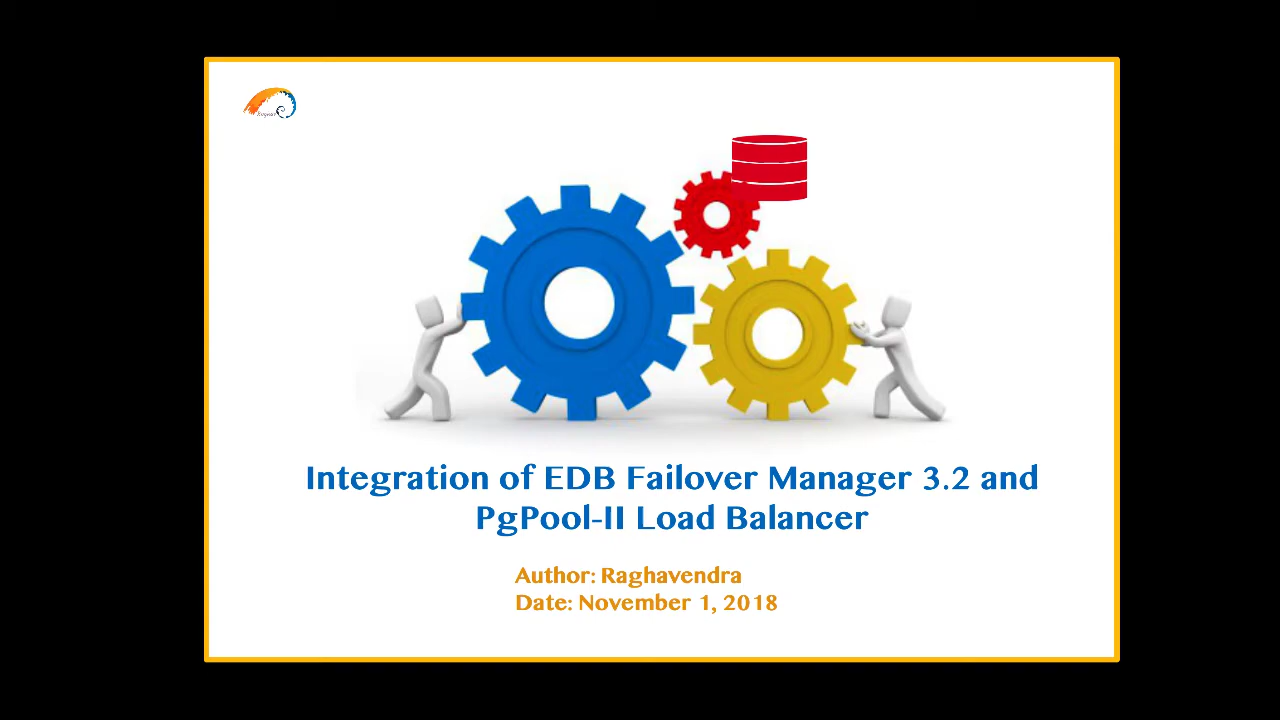 Integration of EDB Failover Manager 3.2 and
PgPool-II Load Balancer
Author: Raghavendra
Date: November 1, 2018